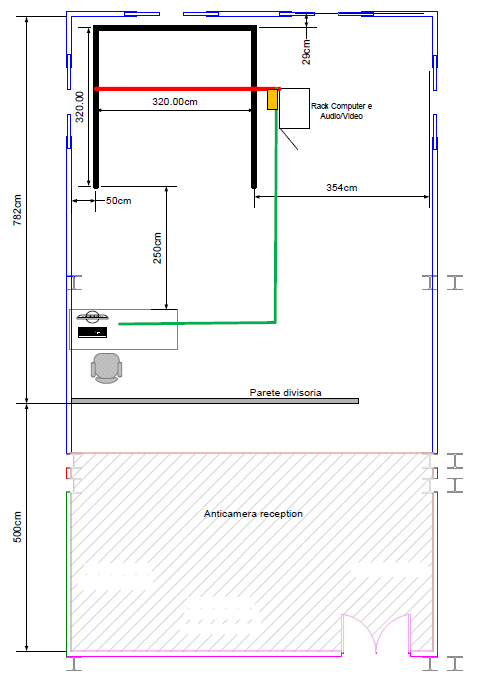 29cm
320.00
320.00cm
Rack Computer e
Audio/Video
354cm
50cm
782cm
250cm
Parete divisoria
500cm
Anticamera reception